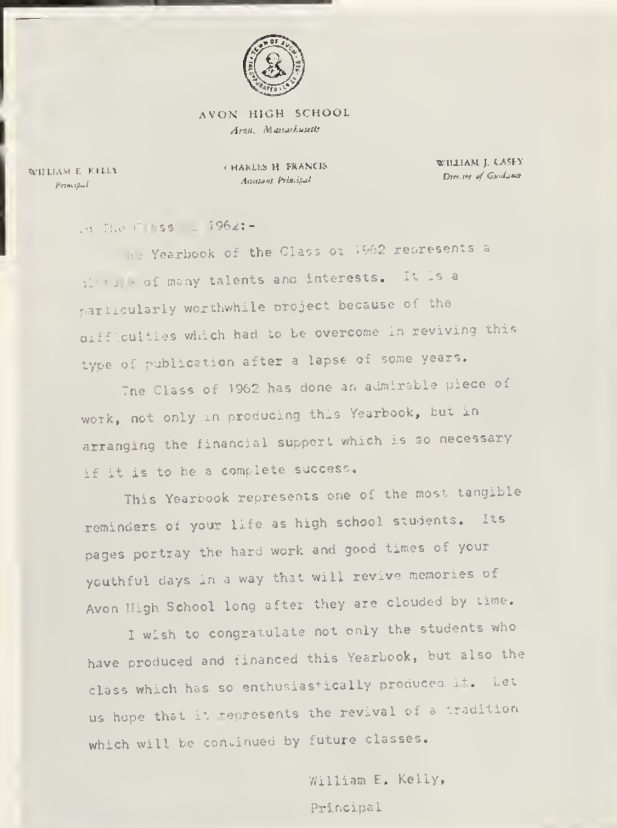 TOWN OF AVON
AVON HIGH SCHOOL
Avon, Massachusetts
WILLIAM E. KELLY
Principal
CHARLES H. FRANCIS
Assistant Principal
WILLIAM J. CASEY
Director of Guidance
The Class 1962:-
The Yearbook of the Class of 1962 represents a
of many talents and interests. It is a
particularly worthwhile project because of the
difficulties which had to be overcome in reviving this
type of publication after a lapse of some years.
The Class of 1962 has done an admirable piece of
work, not only in producing this Yearbook, but in
arranging the financial support which is so necessary
if it is to be a complete success.
This Yearbook represents one of the most tangible
reminders of your life as high school students. Its
pages portray the hard work and good times of your
youthful days in a way that will revive memories of
Avon High School long after they are clouded by time.
I wish to congratulate not only the students who
have produced and financed this Yearbook, but also the
class which has so enthusiastically produced it. Let
us hope that it represents the revival of a tradition
which will be continued by future classes.
William E. Kelly,
Principal